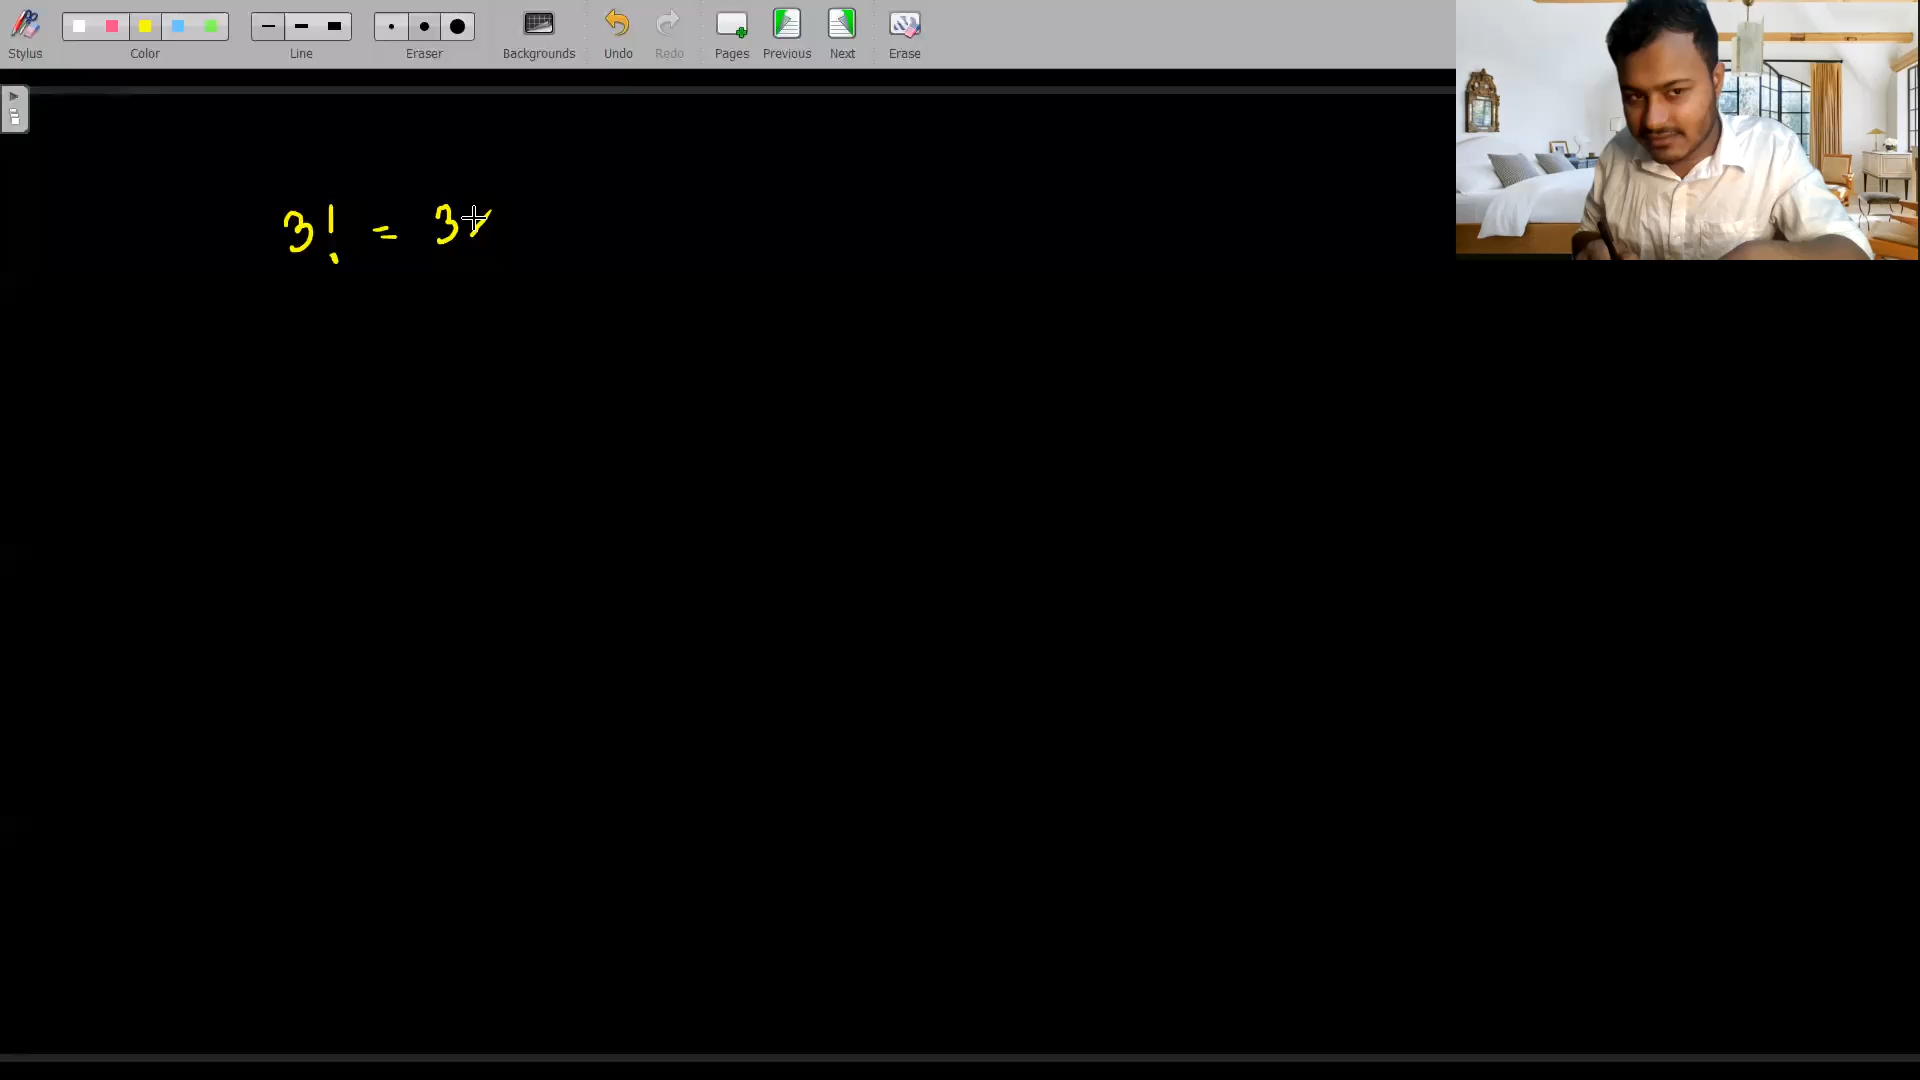 Stylus Color Line Eraser Backgrounds Undo Redo Pages Previous Next Erase
3! = 3×